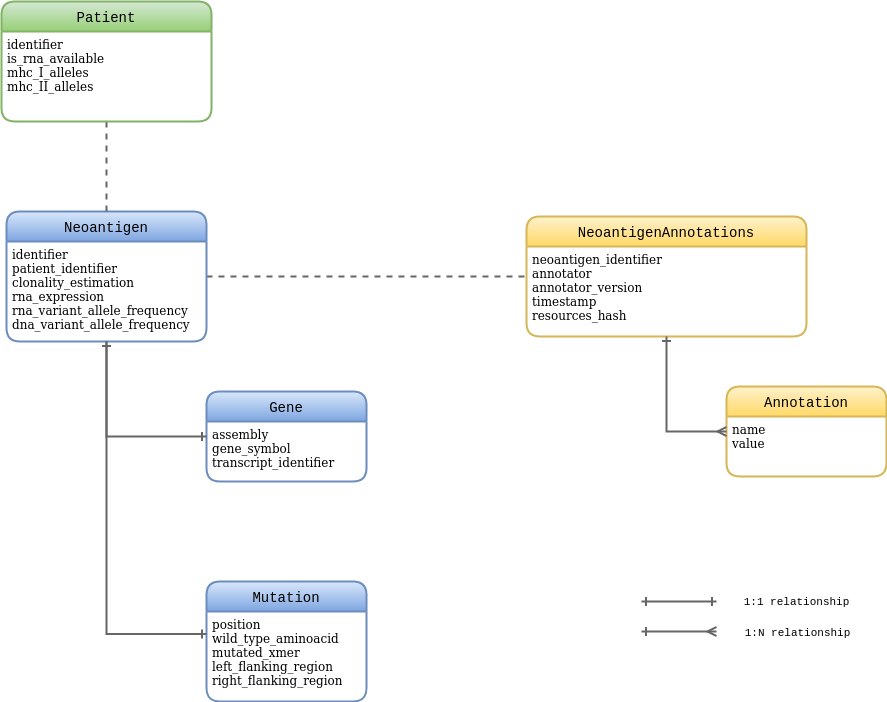 Patient
identifier
is_rna_available
mhc_I_alleles
mhc_II_alleles
Neoantigen
identifier
patient_identifier
clonality_estimation
rna_expression
rna_variant_allele_frequency
dna_variant_allele_frequency
NeoantigenAnnotations
neoantigen_identifier
annotator
annotator_version
timestamp
resources_hash
Gene
assembly
gene_symbol
transcript_identifier
Annotation
name
value
Mutation
position
wild_type_aminoacid
mutated_xmer
left_flanking_region
right_flanking_region
1:1 relationship
1:N relationship